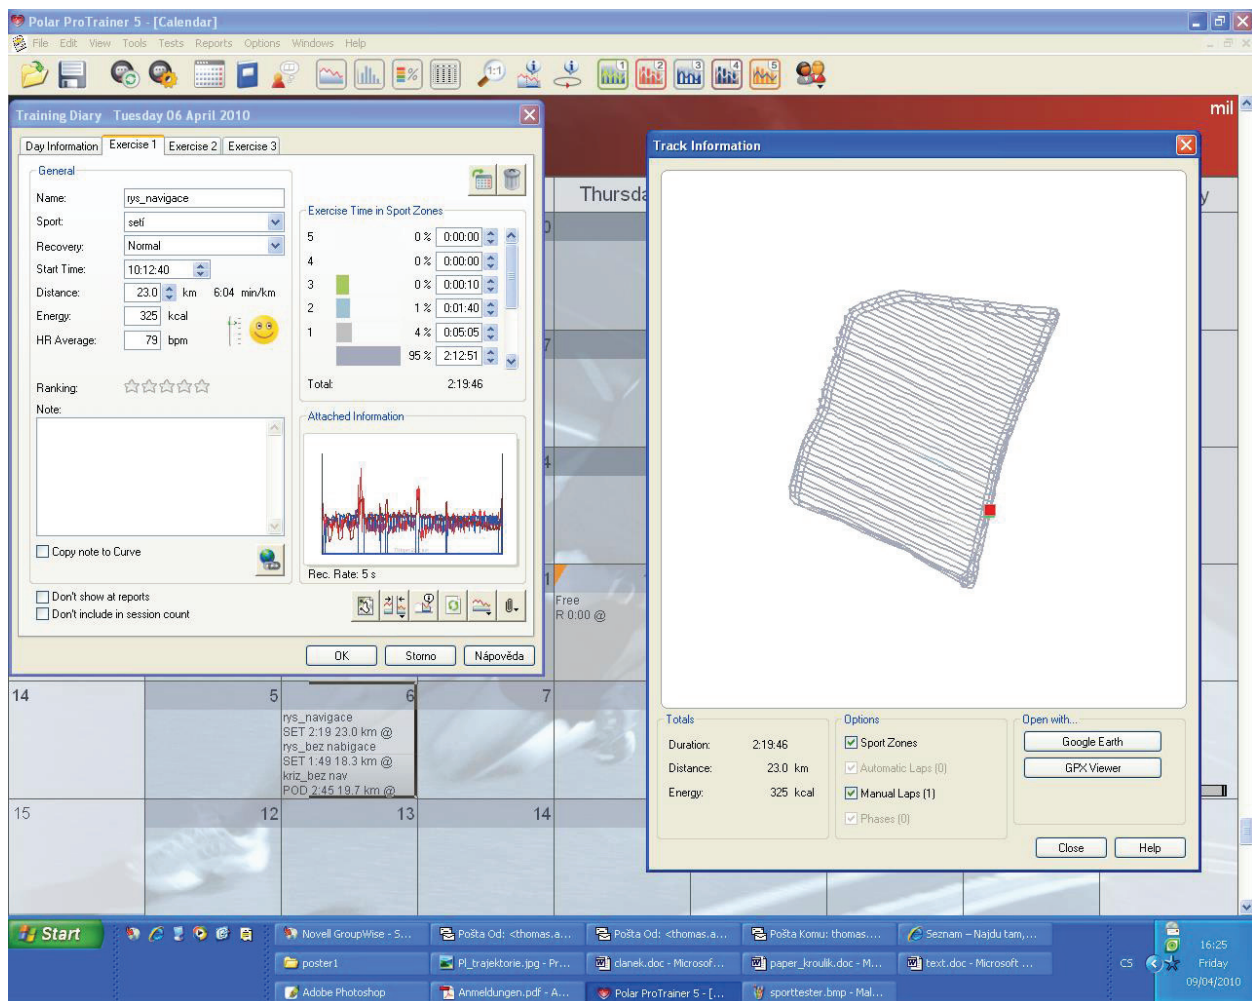 Polar ProTrainer 5 - [Calendar]
File Edit View Tools Tests Reports Options Windows Help
1:1
1
2
3
4
5
mil
Training Diary Tuesday 06 April 2010
Day Information Exercise 1 Exercise 2 Exercise 3
General
Name: rys_navigace
Sport: setí
Recovery: Normal
Start Time: 10:12:40
Distance: 23.0 km 6:04 min/km
Energy: 325 kcal
HR Average: 79 bpm
Ranking:
Note:
Copy note to Curve
Don't show at reports
Don't include in session count
Exercise Time in Sport Zones
5 0 % 0:00:00
4 0 % 0:00:00
3 0 % 0:00:10
2 1 % 0:01:40
1 4 % 0:05:05
95 % 2:12:51
Total: 2:19:46
Attached Information
Rec. Rate: 5 s
OK Storno Nápověda
Thursda
y
Free
R 0:00 @
Track Information
Totals
Duration: 2:19:46
Distance: 23.0 km
Energy: 325 kcal
Options
Sport Zones
Automatic Laps (0)
Manual Laps (1)
Phases (0)
Open with...
Google Earth
GPX Viewer
Close Help
14 5 6 7
rys_navigace
SET 2:19 23.0 km @
rys_bez nabigace
SET 1:49 18.3 km @
kriz_bez nav
POD 2:45 19.7 km @
15 12 13 14
Start
Novell GroupWise - S...
Pošta Od: <thomas.a...
Pošta Od: <thomas.a...
Pošta Komu: thomas....
Seznam – Najdu tam,...
poster1
Pl_trajektorie.jpg - Pr...
clanek.doc - Microsof...
paper_kroulik.doc - M...
text.doc - Microsoft ...
Adobe Photoshop
Anmeldungen.pdf - A...
Polar ProTrainer 5 - [...
sporttester.bmp - Mal...
CS
16:25
Friday
09/04/2010